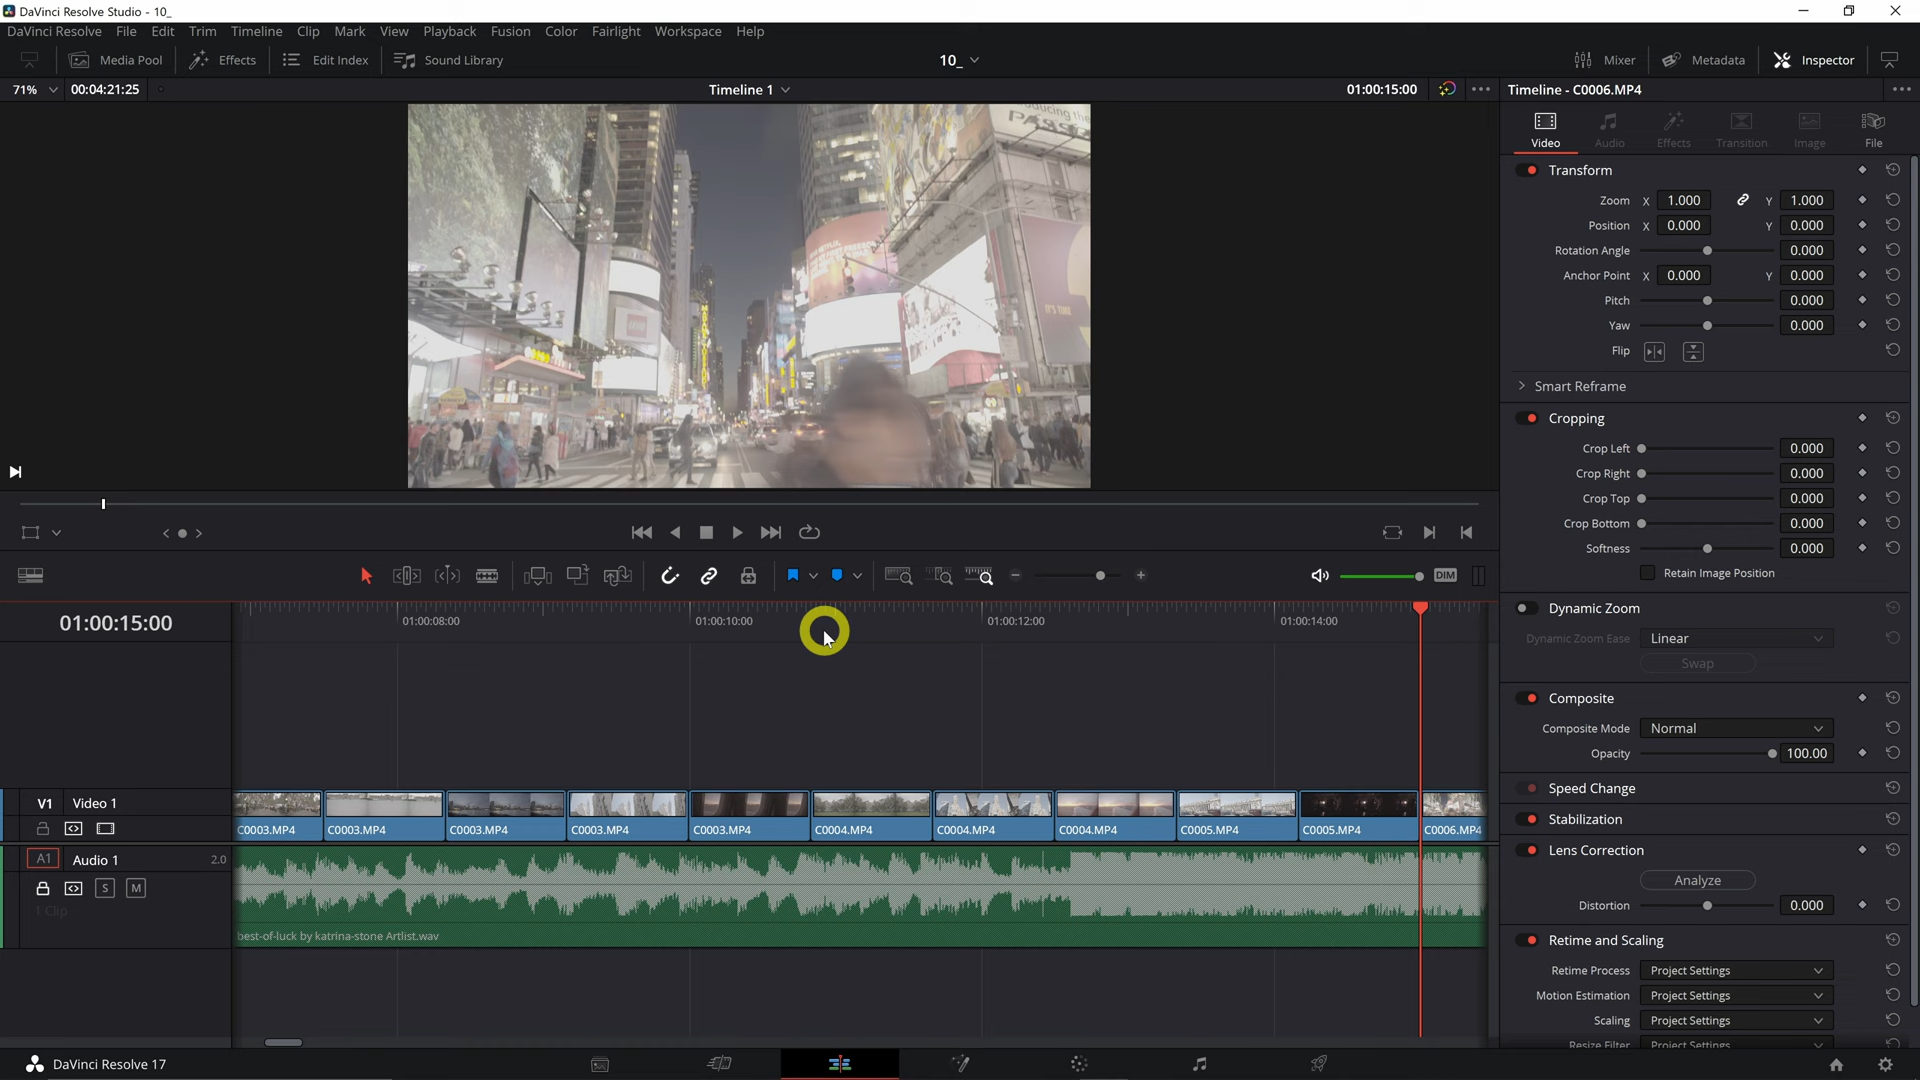 DaVinci Resolve Studio - 10_
DaVinci Resolve File Edit Trim Timeline Clip Mark View Playback Fusion Color Fairlight Workspace Help
Media Pool Effects Edit Index Sound Library 10_ Mixer Metadata Inspector
71% 00:04:21:25 Timeline 1 01:00:15:00 Timeline - C0006.MP4
Video Audio Effects Transition Image File
Transform
Zoom X 1.000 Y 1.000
Position X 0.000 Y 0.000
Rotation Angle 0.000
Anchor Point X 0.000 Y 0.000
Pitch 0.000
Yaw 0.000
Flip
Smart Reframe
Cropping
Crop Left 0.000
Crop Right 0.000
Crop Top 0.000
Crop Bottom 0.000
Softness 0.000
Retain Image Position
Dynamic Zoom
Dynamic Zoom Ease Linear
Swap
Composite
Composite Mode Normal
Opacity 100.00
Speed Change
Stabilization
Lens Correction
Analyze
Distortion 0.000
Retime and Scaling
Retime Process Project Settings
Motion Estimation Project Settings
Scaling Project Settings
Resize Filter Project Settings
DIM
01:00:15:00 01:00:08:00 01:00:10:00 01:00:12:00 01:00:14:00
V1 Video 1
C0003.MP4 C0003.MP4 C0003.MP4 C0003.MP4 C0003.MP4 C0004.MP4 C0004.MP4 C0004.MP4 C0005.MP4 C0005.MP4 C0006.MP4
A1 Audio 1 2.0
S M
1 Clip
best-of-luck by katrina-stone Artlist.wav
DaVinci Resolve 17